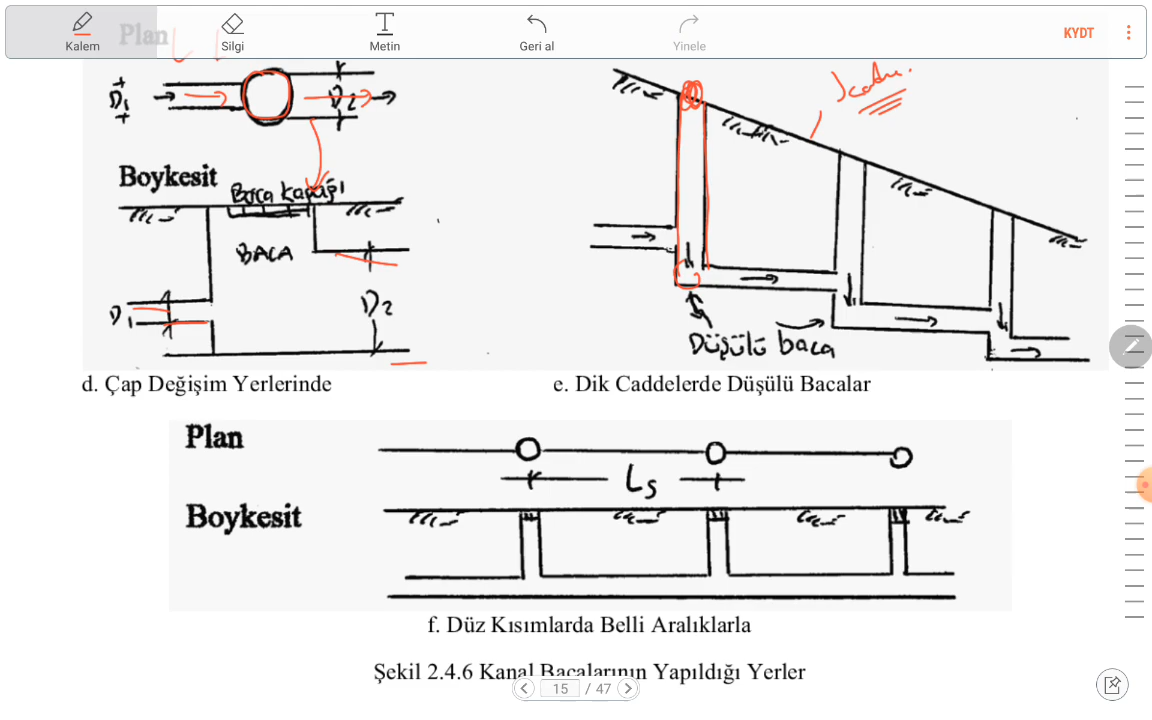 Kalem
Silgi
Metin
Geri al
Yinele
KYDT
Plan
D1
D2
Boykesit
Baca kapağı
BACA
D1
D2
Cadde.
Düşülü baca
d. Çap Değişim Yerlerinde
e. Dik Caddelerde Düşülü Bacalar
Plan
Ls
Boykesit
f. Düz Kısımlarda Belli Aralıklarla
Şekil 2.4.6 Kanal Bacalarının Yapıldığı Yerler
15 / 47